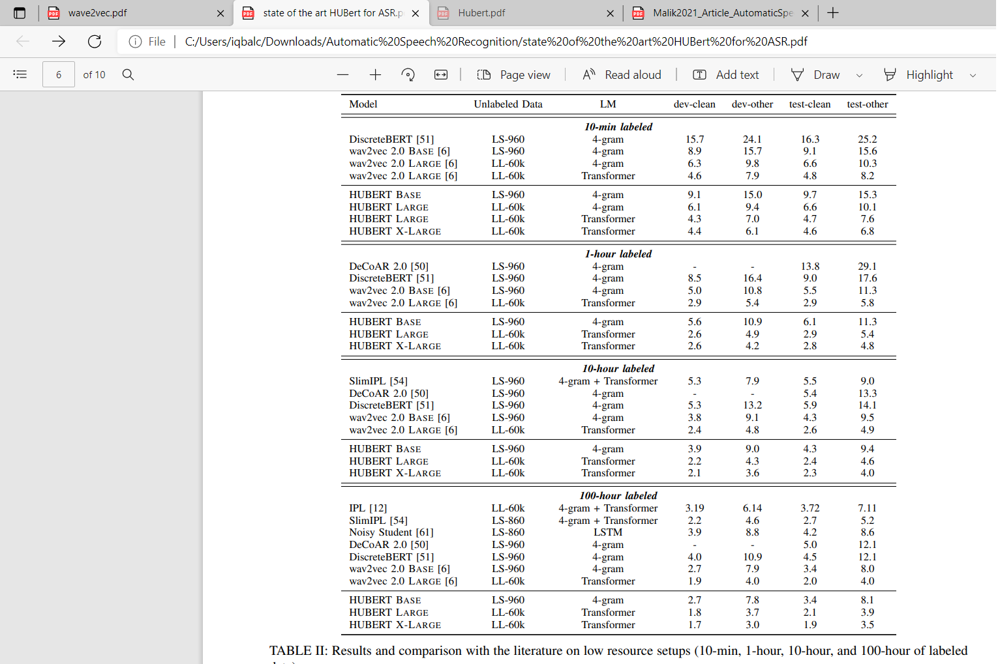 wave2vec.pdf
state of the art HUBert for ASR.p
Hubert.pdf
Malik2021_Article_AutomaticSpe
File
C:/Users/iqbalc/Downloads/Automatic%20Speech%20Recognition/state%20of%20the%20art%20HUBert%20for%20ASR.pdf
6 of 10 Page view Read aloud Add text Draw Highlight
Model Unlabeled Data LM dev-clean dev-other test-clean test-other
10-min labeled
DiscreteBERT [51] LS-960 4-gram 15.7 24.1 16.3 25.2
wav2vec 2.0 BASE [6] LS-960 4-gram 8.9 15.7 9.1 15.6
wav2vec 2.0 LARGE [6] LL-60k 4-gram 6.3 9.8 6.6 10.3
wav2vec 2.0 LARGE [6] LL-60k Transformer 4.6 7.9 4.8 8.2
HUBERT BASE LS-960 4-gram 9.1 15.0 9.7 15.3
HUBERT LARGE LL-60k 4-gram 6.1 9.4 6.6 10.1
HUBERT LARGE LL-60k Transformer 4.3 7.0 4.7 7.6
HUBERT X-LARGE LL-60k Transformer 4.4 6.1 4.6 6.8
1-hour labeled
DeCoAR 2.0 [50] LS-960 4-gram - - 13.8 29.1
DiscreteBERT [51] LS-960 4-gram 8.5 16.4 9.0 17.6
wav2vec 2.0 BASE [6] LS-960 4-gram 5.0 10.8 5.5 11.3
wav2vec 2.0 LARGE [6] LL-60k Transformer 2.9 5.4 2.9 5.8
HUBERT BASE LS-960 4-gram 5.6 10.9 6.1 11.3
HUBERT LARGE LL-60k Transformer 2.6 4.9 2.9 5.4
HUBERT X-LARGE LL-60k Transformer 2.6 4.2 2.8 4.8
10-hour labeled
SlimIPL [54] LS-960 4-gram + Transformer 5.3 7.9 5.5 9.0
DeCoAR 2.0 [50] LS-960 4-gram - - 5.4 13.3
DiscreteBERT [51] LS-960 4-gram 5.3 13.2 5.9 14.1
wav2vec 2.0 BASE [6] LS-960 4-gram 3.8 9.1 4.3 9.5
wav2vec 2.0 LARGE [6] LL-60k Transformer 2.4 4.8 2.6 4.9
HUBERT BASE LS-960 4-gram 3.9 9.0 4.3 9.4
HUBERT LARGE LL-60k Transformer 2.2 4.3 2.4 4.6
HUBERT X-LARGE LL-60k Transformer 2.1 3.6 2.3 4.0
100-hour labeled
IPL [12] LL-60k 4-gram + Transformer 3.19 6.14 3.72 7.11
SlimIPL [54] LS-860 4-gram + Transformer 2.2 4.6 2.7 5.2
Noisy Student [61] LS-860 LSTM 3.9 8.8 4.2 8.6
DeCoAR 2.0 [50] LS-960 4-gram - - 5.0 12.1
DiscreteBERT [51] LS-960 4-gram 4.0 10.9 4.5 12.1
wav2vec 2.0 BASE [6] LS-960 4-gram 2.7 7.9 3.4 8.0
wav2vec 2.0 LARGE [6] LL-60k Transformer 1.9 4.0 2.0 4.0
HUBERT BASE LS-960 4-gram 2.7 7.8 3.4 8.1
HUBERT LARGE LL-60k Transformer 1.8 3.7 2.1 3.9
HUBERT X-LARGE LL-60k Transformer 1.7 3.0 1.9 3.5
TABLE II: Results and comparison with the literature on low resource setups (10-min, 1-hour, 10-hour, and 100-hour of labeled